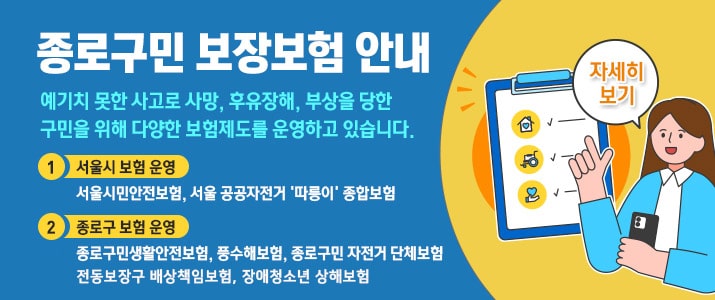 종로구민 보장보험 안내
예기치 못한 사고로 사망, 후유장해, 부상을 당한
구민을 위해 다양한 보험제도를 운영하고 있습니다.
1 서울시 보험 운영
서울시민안전보험, 서울 공공자전거 '따릉이' 종합보험
2 종로구 보험 운영
종로구민생활안전보험, 풍수해보험, 종로구민 자전거 단체보험
전동보장구 배상책임보험, 장애청소년 상해보험
자세히
보기